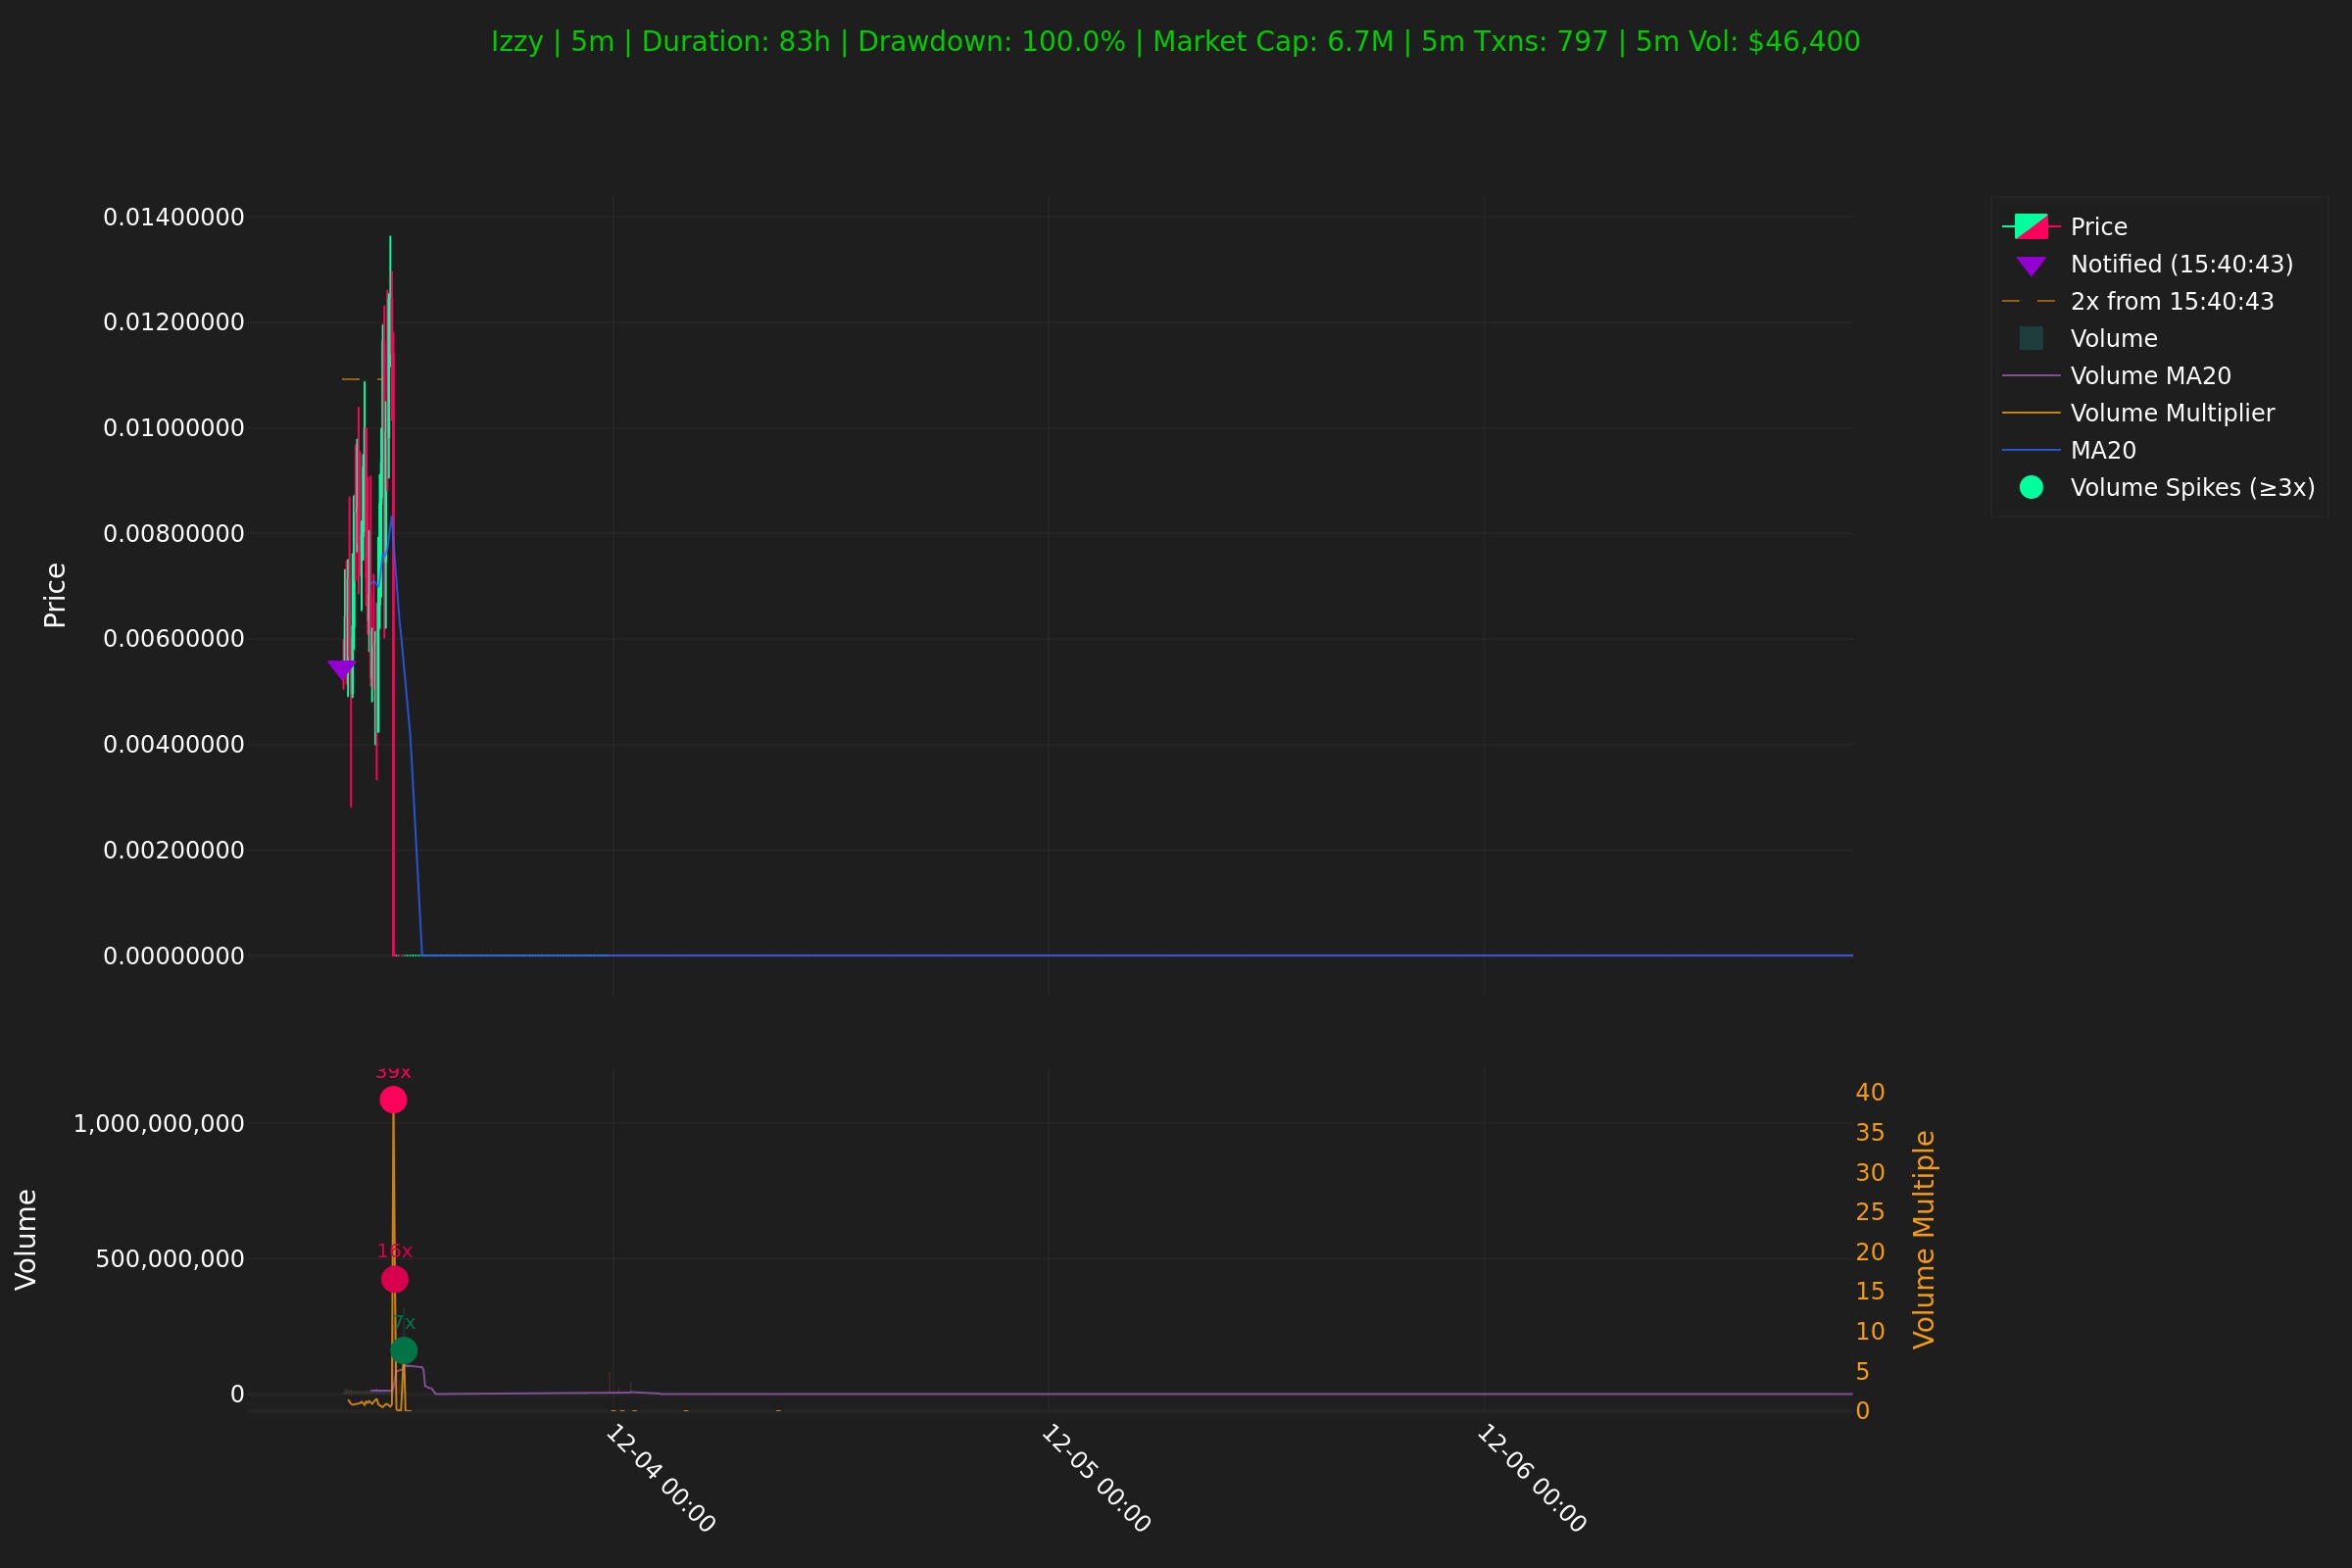 Izzy | 5m | Duration: 83h | Drawdown: 100.0% | Market Cap: 6.7M | 5m Txns: 797 | 5m Vol: $46,400
0.01400000
0.01200000
0.01000000
0.00800000
0.00600000
0.00400000
0.00200000
0.00000000
Price
Price
Notified (15:40:43)
2x from 15:40:43
Volume
Volume MA20
Volume Multiplier
MA20
Volume Spikes (≥3x)
39x
16x
7x
1,000,000,000
500,000,000
0
Volume
40
35
30
25
20
15
10
5
0
Volume Multiple
12-04 00:00
12-05 00:00
12-06 00:00